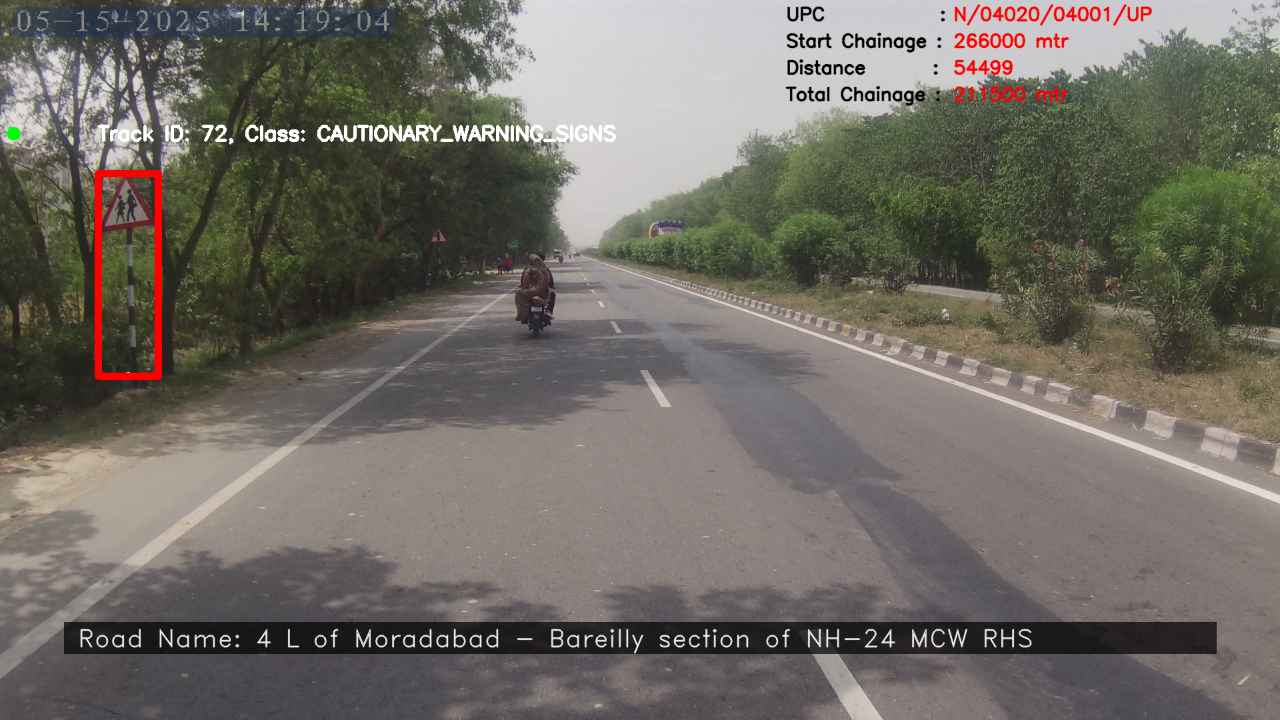 05-15-2025 14:19:04
UPC : N/04020/04001/UP
Start Chainage : 266000 mtr
Distance : 54499
Total Chainage : 211500 mtr
Track ID: 72, Class: CAUTIONARY_WARNING_SIGNS
Road Name: 4 L of Moradabad - Bareilly section of NH-24 MCW RHS